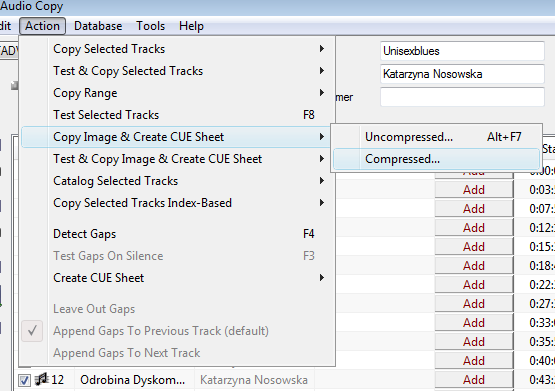 Audio Copy
dit Action Database Tools Help
Copy Selected Tracks
Test & Copy Selected Tracks
Copy Range
Test Selected Tracks F8
Copy Image & Create CUE Sheet
Test & Copy Image & Create CUE Sheet
Catalog Selected Tracks
Copy Selected Tracks Index-Based
Detect Gaps F4
Test Gaps On Silence F3
Create CUE Sheet
Leave Out Gaps
Append Gaps To Previous Track (default)
Append Gaps To Next Track
Uncompressed... Alt+F7
Compressed...
Unisexblues
Katarzyna Nosowska
mer
Sta
Add 0:00:0
Add 0:03:
Add 0:07:
Add 0:12:
Add 0:15:
Add 0:18:
Add 0:22:
Add 0:27:
Add 0:33:
Add 0:35:
Add 0:40:
12 Odrobina Dyskom... Katarzyna Nosowska Add 0:43: